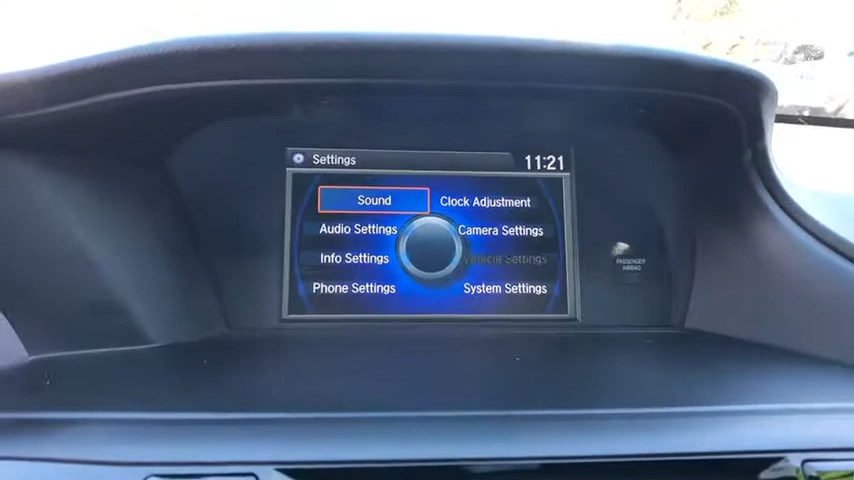 Settings
11:21
Sound
Clock Adjustment
Audio Settings
Camera Settings
Info Settings
Vehicle Settings
Phone Settings
System Settings
PASSENGER
AIRBAG